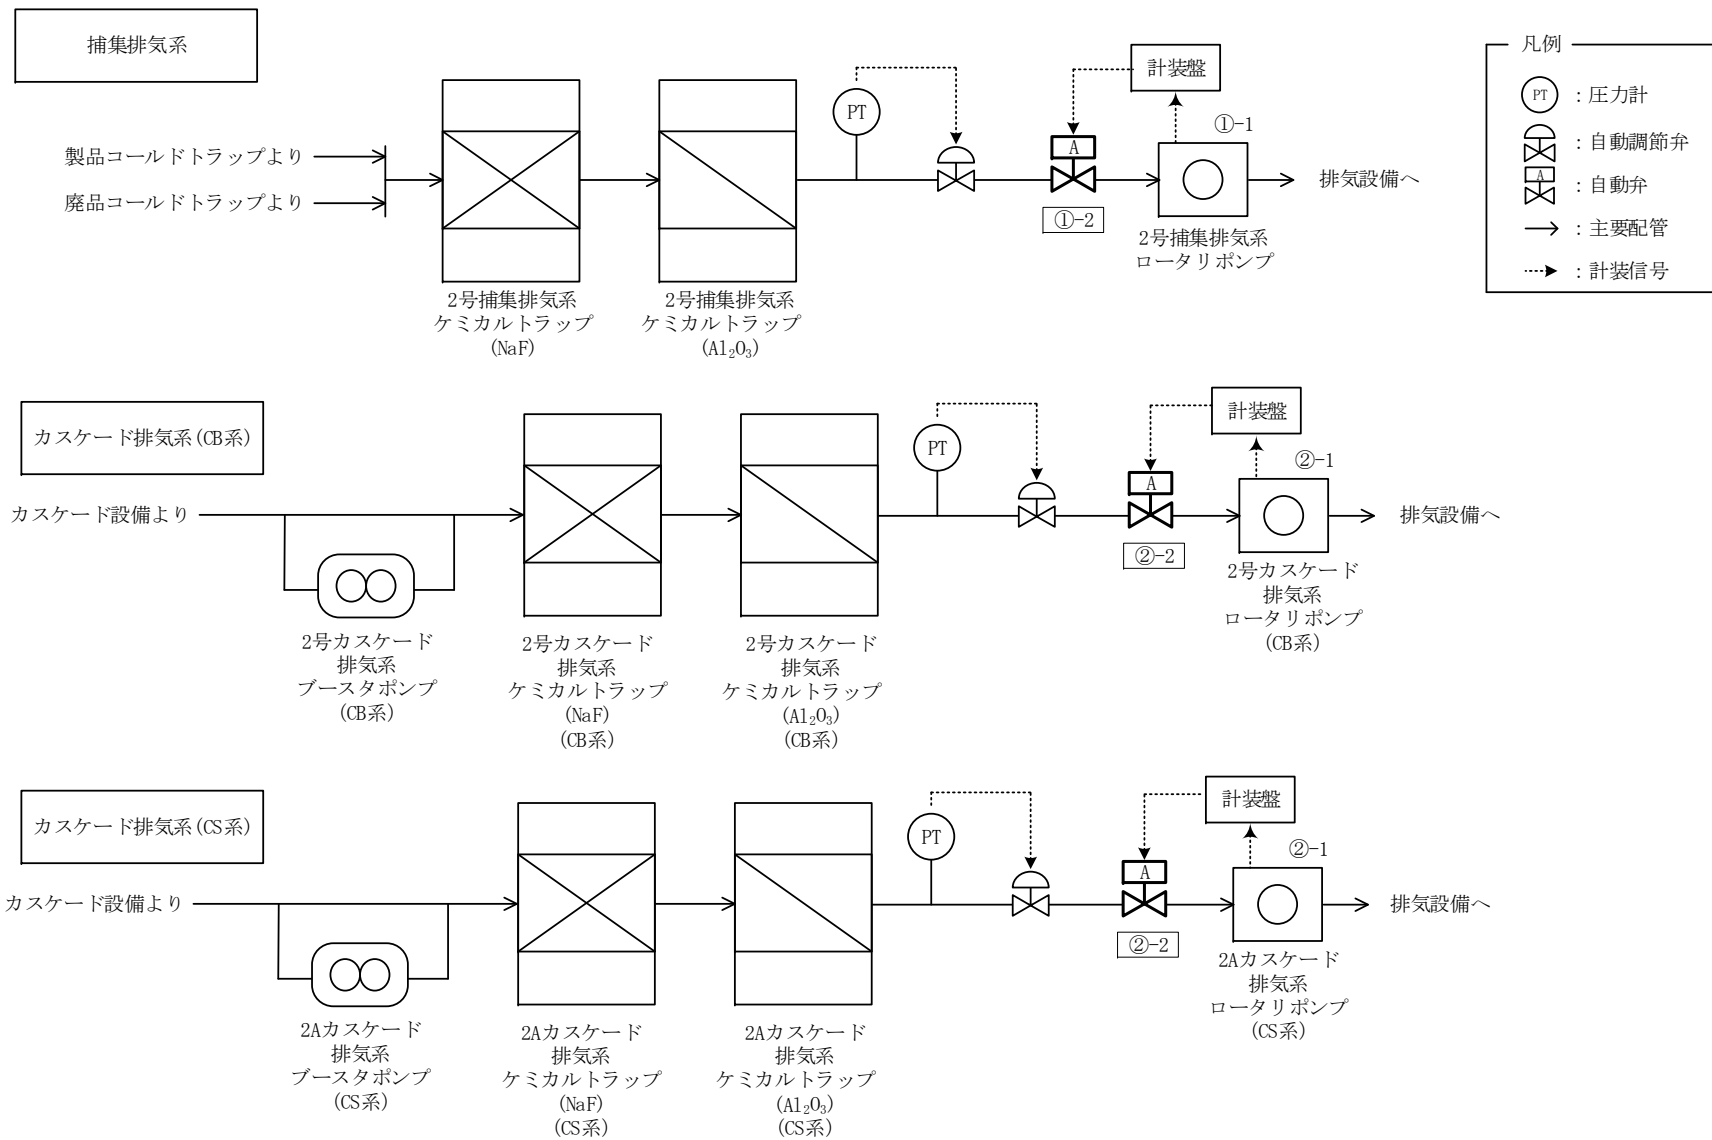 捕集排気系
製品コールドトラップより
廃品コールドトラップより
2号捕集排気系
ケミカルトラップ
(NaF)
2号捕集排気系
ケミカルトラップ
(Al₂O₃)
PT
A
①-2
計装盤
①-1
2号捕集排気系
ロータリポンプ
排気設備へ
凡例
PT
：圧力計
：自動調節弁
A
：自動弁
：主要配管
：計装信号
カスケード排気系(CB系)
カスケード設備より
2号カスケード
排気系
ブースタポンプ
(CB系)
2号カスケード
排気系
ケミカルトラップ
(NaF)
(CB系)
2号カスケード
排気系
ケミカルトラップ
(Al₂O₃)
(CB系)
PT
A
②-2
計装盤
②-1
2号カスケード
排気系
ロータリポンプ
(CB系)
排気設備へ
カスケード排気系(CS系)
カスケード設備より
2Aカスケード
排気系
ブースタポンプ
(CS系)
2Aカスケード
排気系
ケミカルトラップ
(NaF)
(CS系)
2Aカスケード
排気系
ケミカルトラップ
(Al₂O₃)
(CS系)
PT
A
②-2
計装盤
②-1
2Aカスケード
排気系
ロータリポンプ
(CS系)
排気設備へ